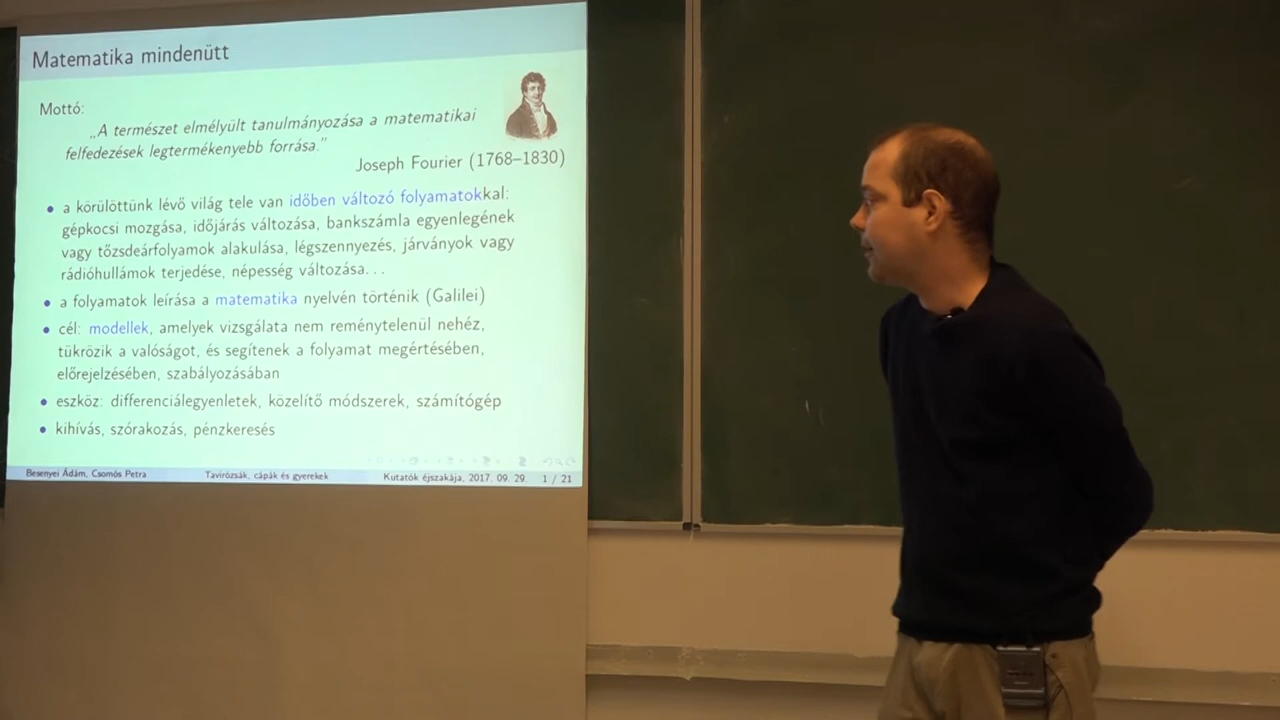 Matematika mindenütt
Mottó:
„A természet elmélyült tanulmányozása a matematikai
felfedezések legtermékenyebb forrása.”
Joseph Fourier (1768–1830)
a körülöttünk lévő világ tele van időben változó folyamatokkal:
gépkocsi mozgása, időjárás változása, bankszámla egyenlegének
vagy tőzsdeárfolyamok alakulása, légszennyezés, járványok vagy
rádióhullámok terjedése, népesség változása...
a folyamatok leírása a matematika nyelvén történik (Galilei)
cél: modellek, amelyek vizsgálata nem reménytelenül nehéz,
tükrözik a valóságot, és segítenek a folyamat megértésében,
előrejelzésében, szabályozásában
eszköz: differenciálegyenletek, közelítő módszerek, számítógép
kihívás, szórakozás, pénzkeresés
Besenyei Ádám, Csomós Petra Tavirózsák, cápák és gyerekek Kutatók éjszakája, 2017. 09. 29. 1 / 21